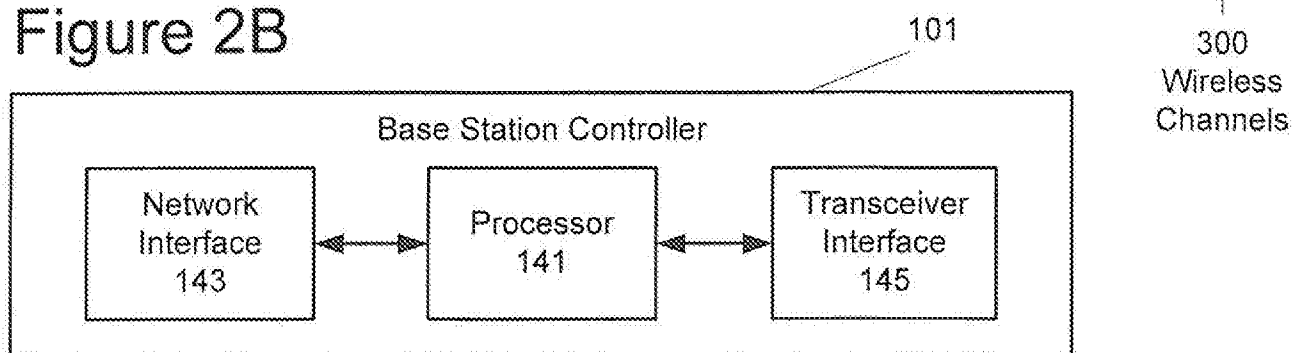 Figure 2B
101
300
Wireless
Channels
Base Station Controller
Network
Interface
143
Processor
141
Transceiver
Interface
145